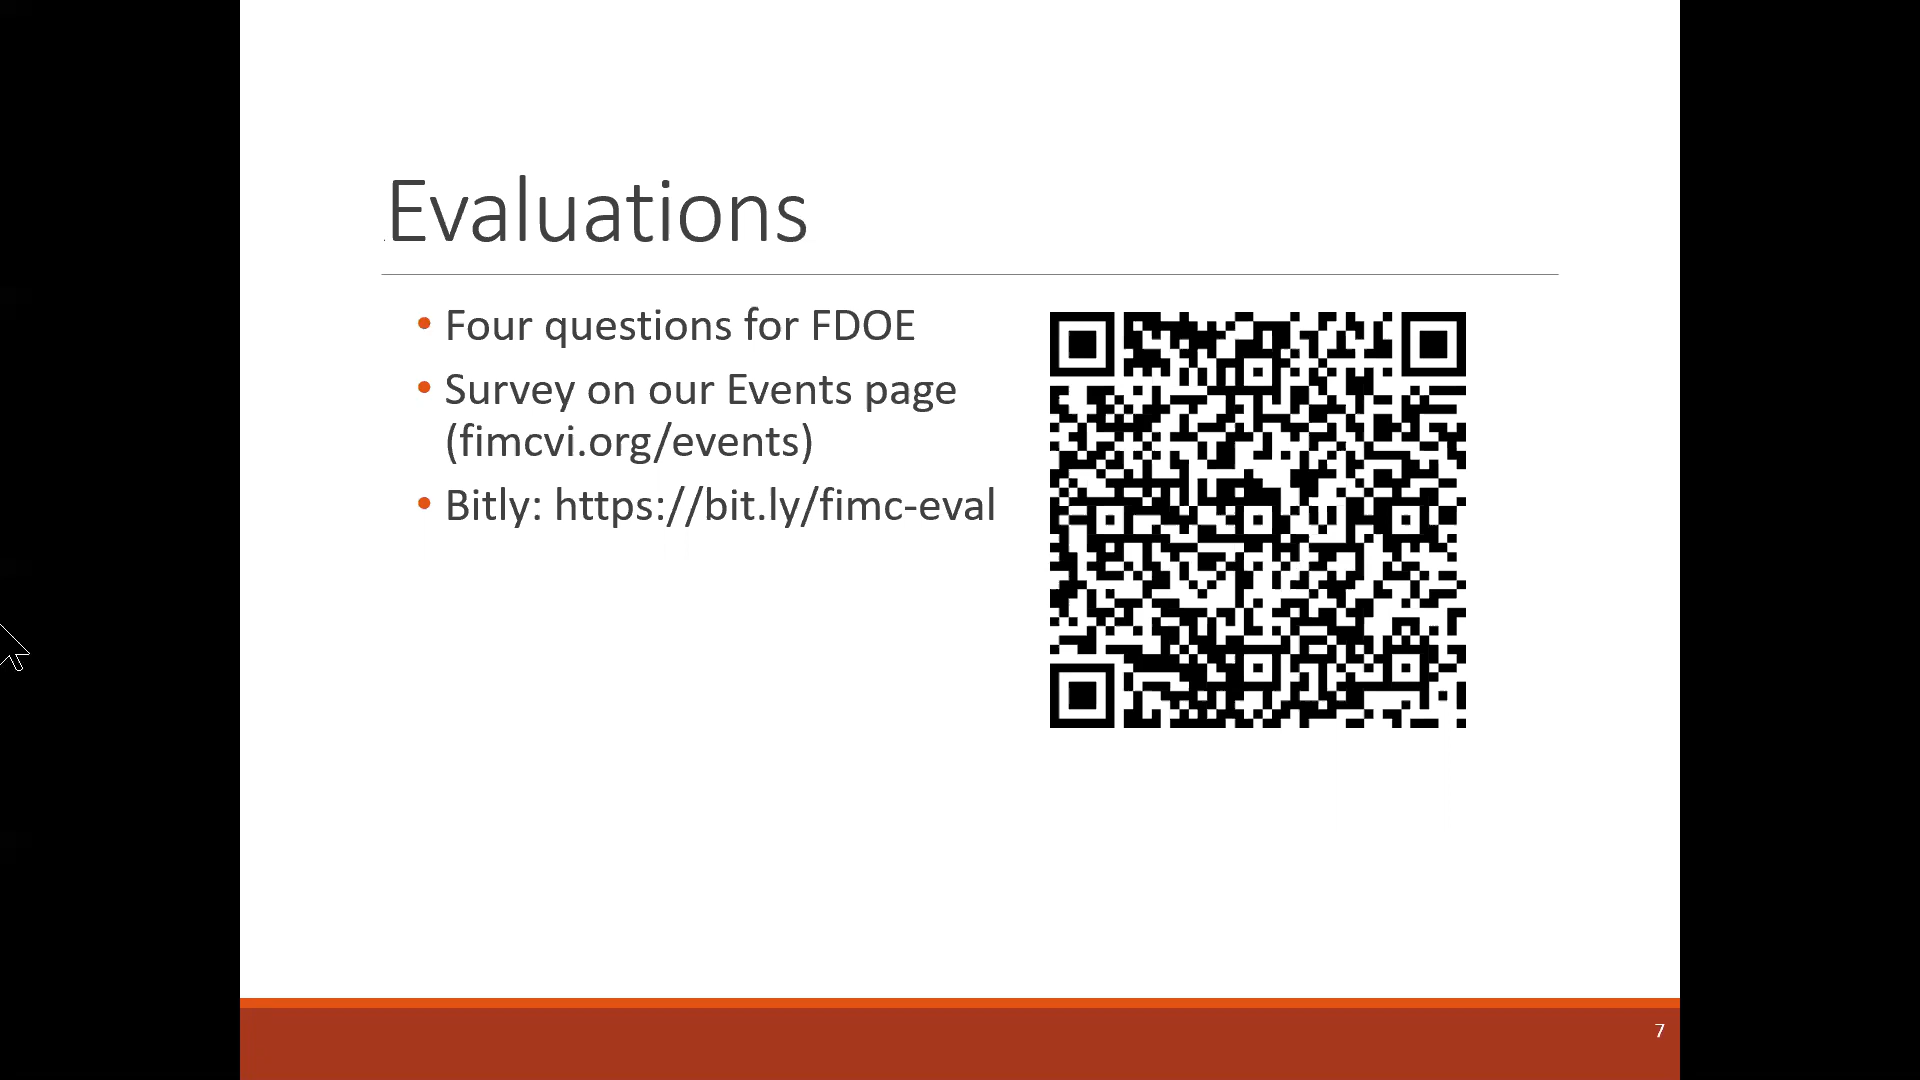 Evaluations
• Four questions for FDOE
• Survey on our Events page
(fimcvi.org/events)
• Bitly: https://bit.ly/fimc-eval
7